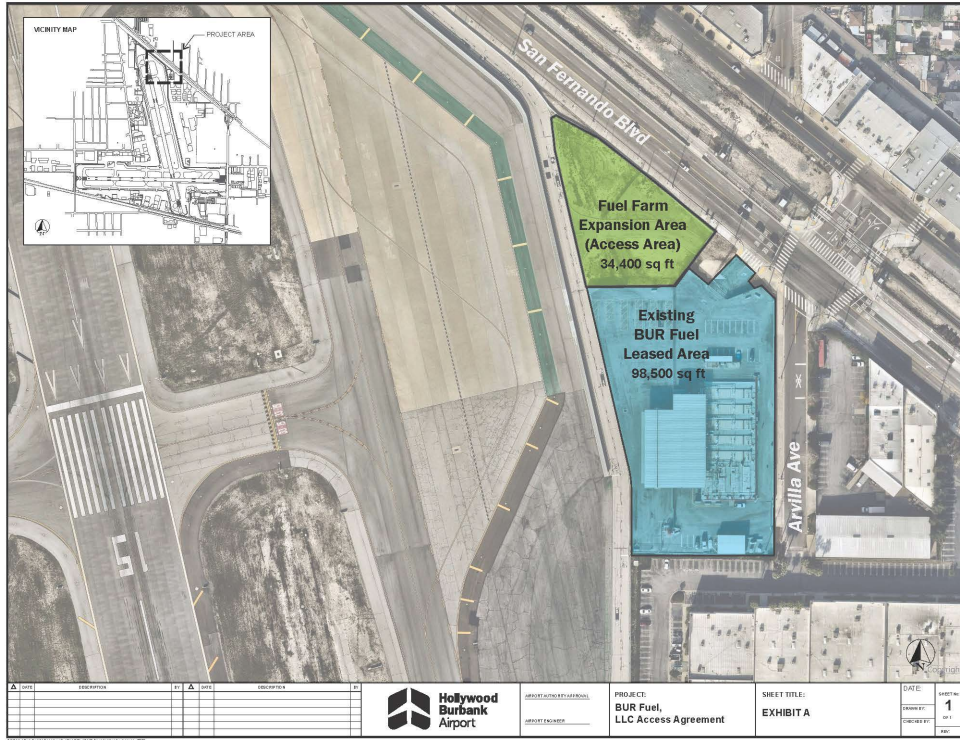 VICINITY MAP
PROJECT AREA
N
San Fernando Blvd
Fuel Farm
Expansion Area
(Access Area)
34,400 sq ft
Existing
BUR Fuel
Leased Area
98,500 sq ft
Arvilla Ave
15
N
Copyright
DATE
DESCRIPTION
BY
DATE
DESCRIPTION
BY
Hollywood
Burbank
Airport
AIRPORT AUTHORITY APPROVAL
AIRPORT ENGINEER
PROJECT:
BUR Fuel,
LLC Access Agreement
SHEET TITLE:
EXHIBIT A
DATE:
DRAWN BY:
CHECKED BY:
SHEET No:
1
OF 1
REV: